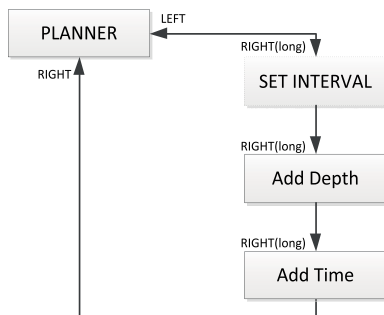 LEFT
PLANNER
RIGHT(long)
RIGHT
SET INTERVAL
RIGHT(long)
Add Depth
RIGHT(long)
Add Time